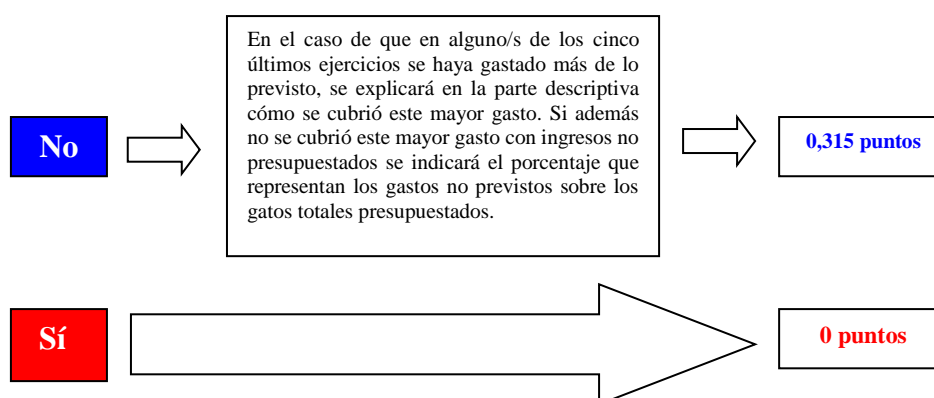 En el caso de que en alguno/s de los cinco
últimos ejercicios se haya gastado más de lo
previsto, se explicará en la parte descriptiva
cómo se cubrió este mayor gasto. Si además
no se cubrió este mayor gasto con ingresos no
presupuestados se indicará el porcentaje que
representan los gastos no previstos sobre los
gatos totales presupuestados.
No
0,315 puntos
Sí
0 puntos